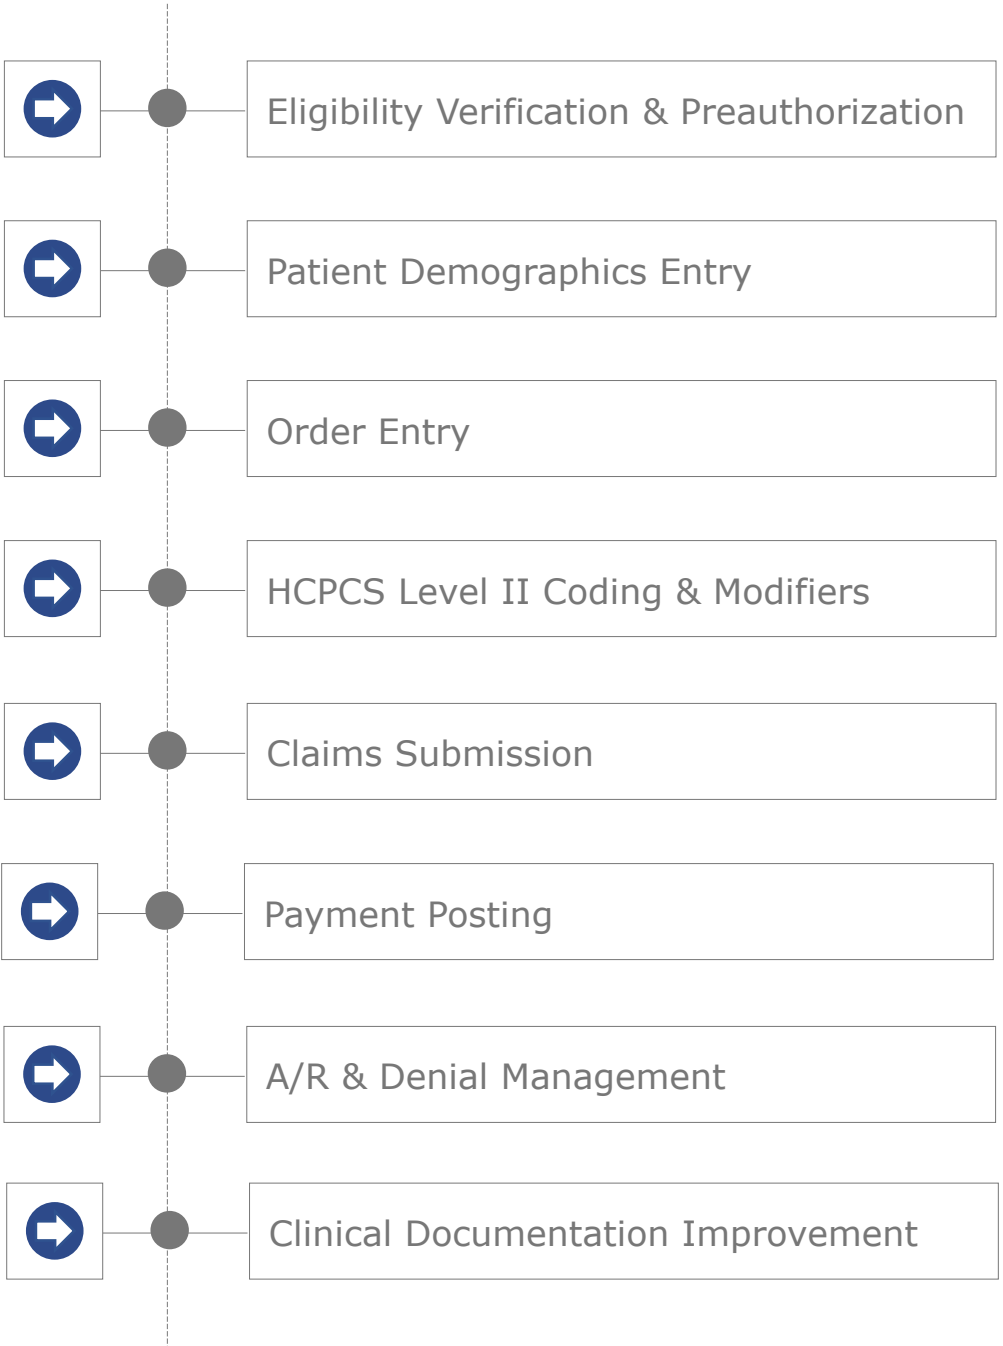 Eligibility Verification & Preauthorization
Patient Demographics Entry
Order Entry
HCPCS Level II Coding & Modifiers
Claims Submission
Payment Posting
A/R & Denial Management
Clinical Documentation Improvement